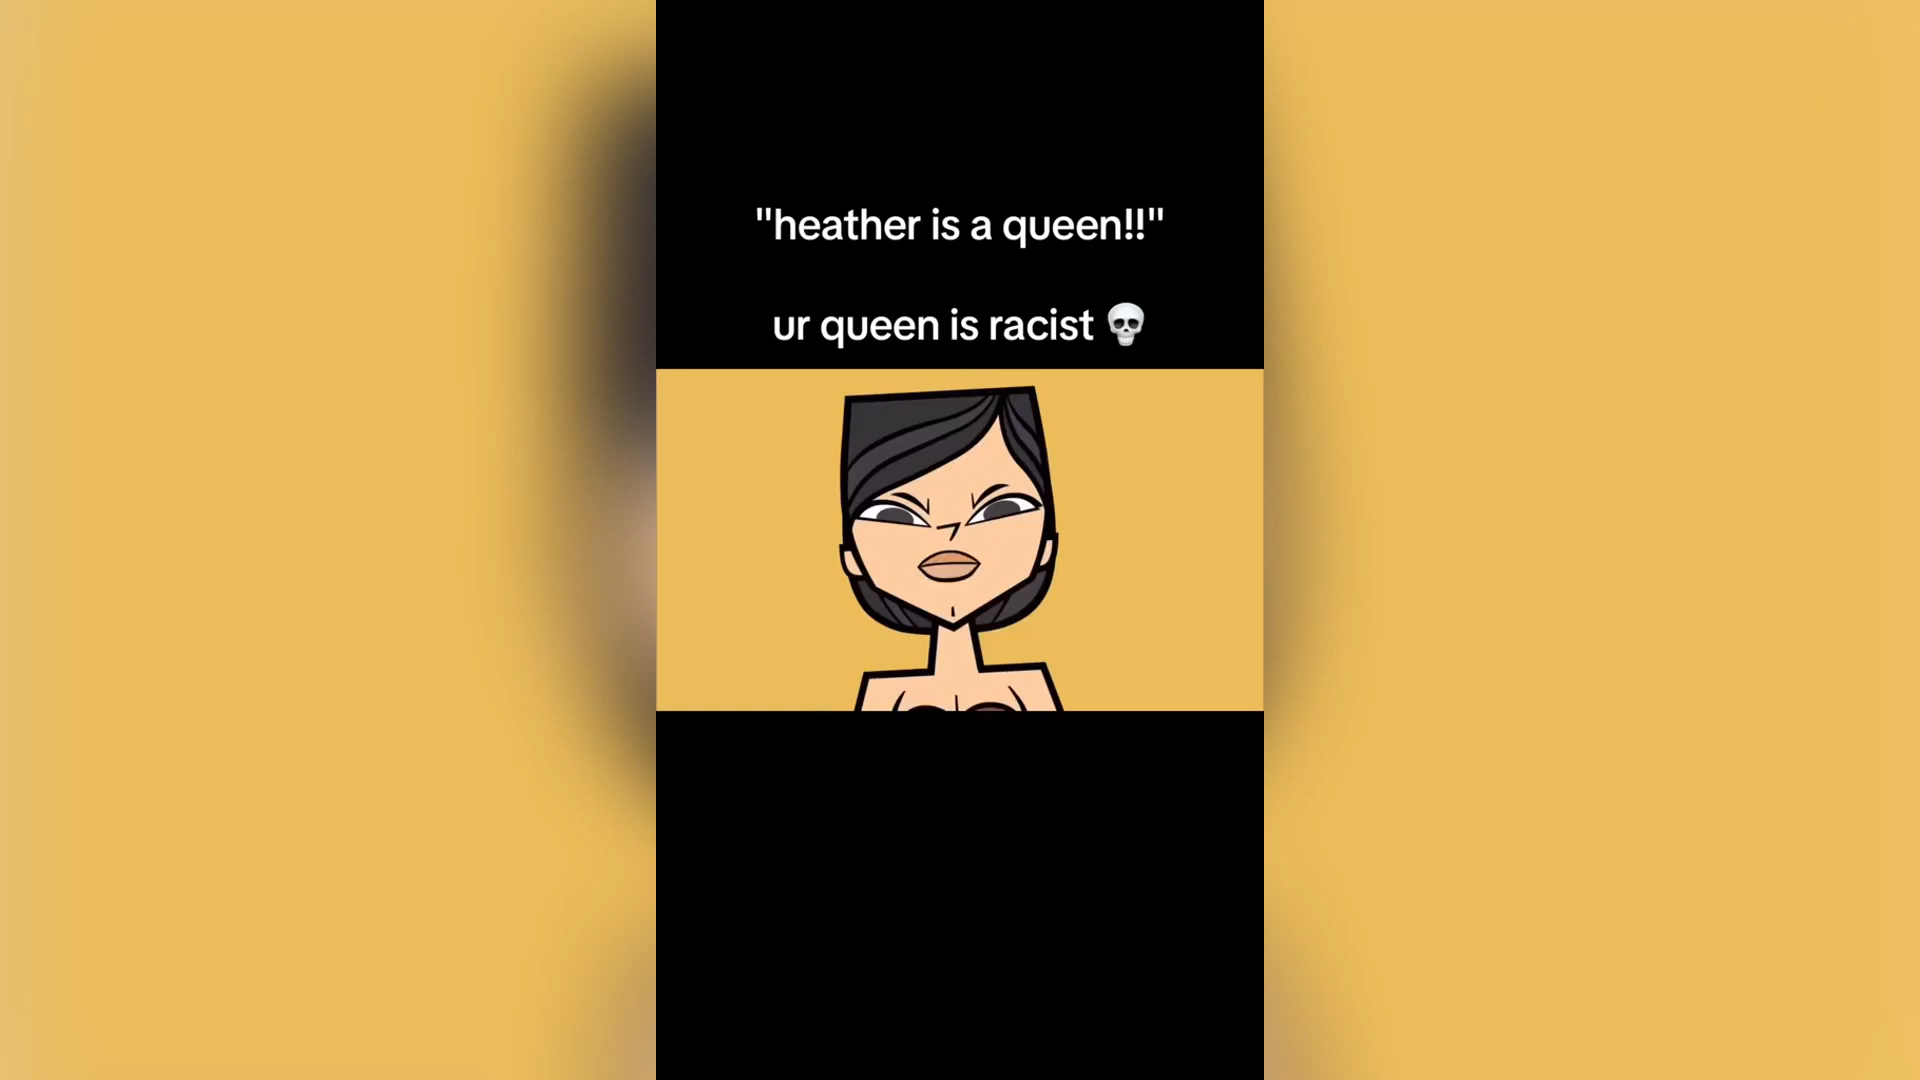 "heather is a queen!!"
ur queen is racist 💀